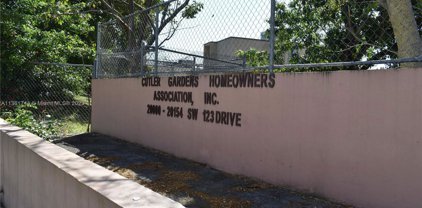 CUTLER GARDENS HOMEOWNERS
ASSOCIATION, INC.
20000 - 20154 SW 123 DRIVE